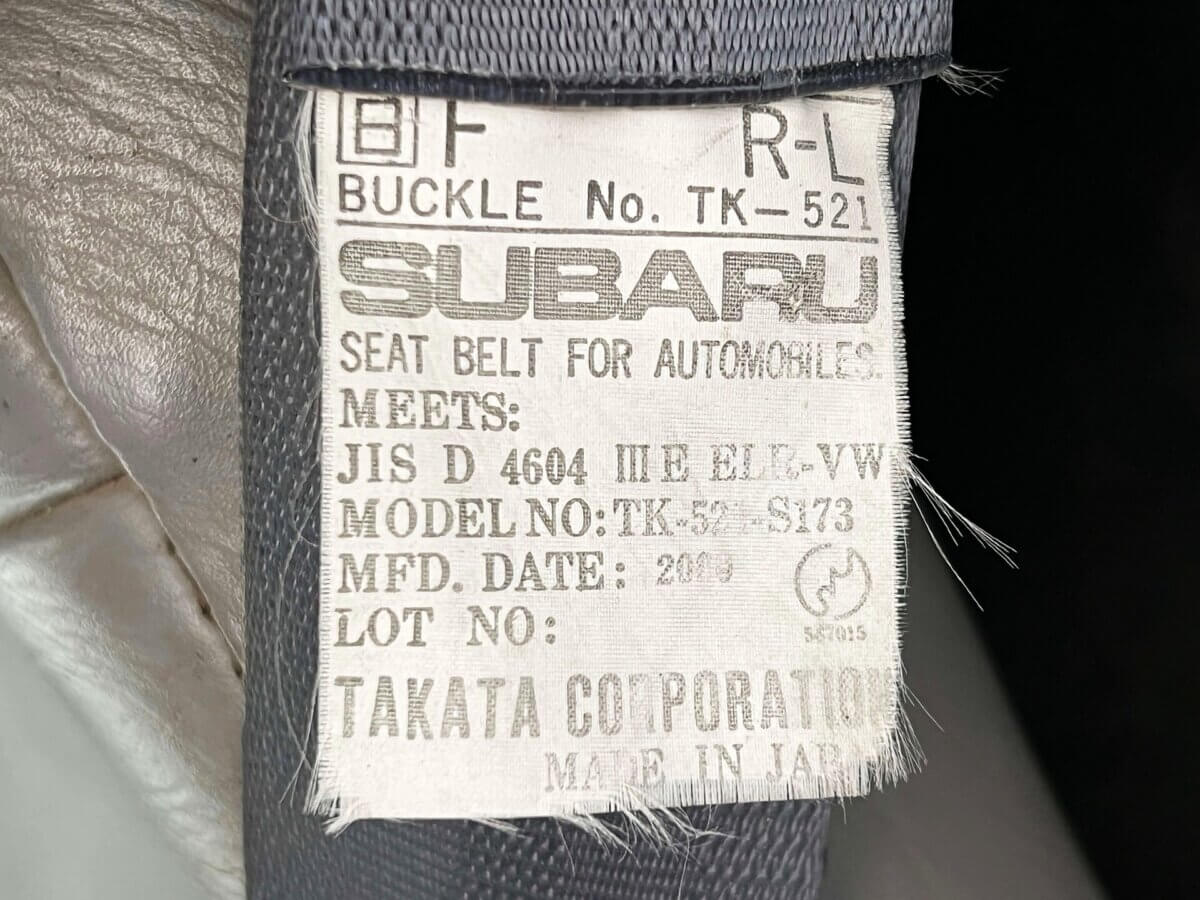 B F R-L
BUCKLE No. TK-521
SUBARU
SEAT BELT FOR AUTOMOBILES.
MEETS:
JIS D 4604 III E ELR-VW
MODEL NO: TK-521-S173
MFD. DATE:
LOT NO:
TAKATA CORPORATION
MADE IN JAPAN